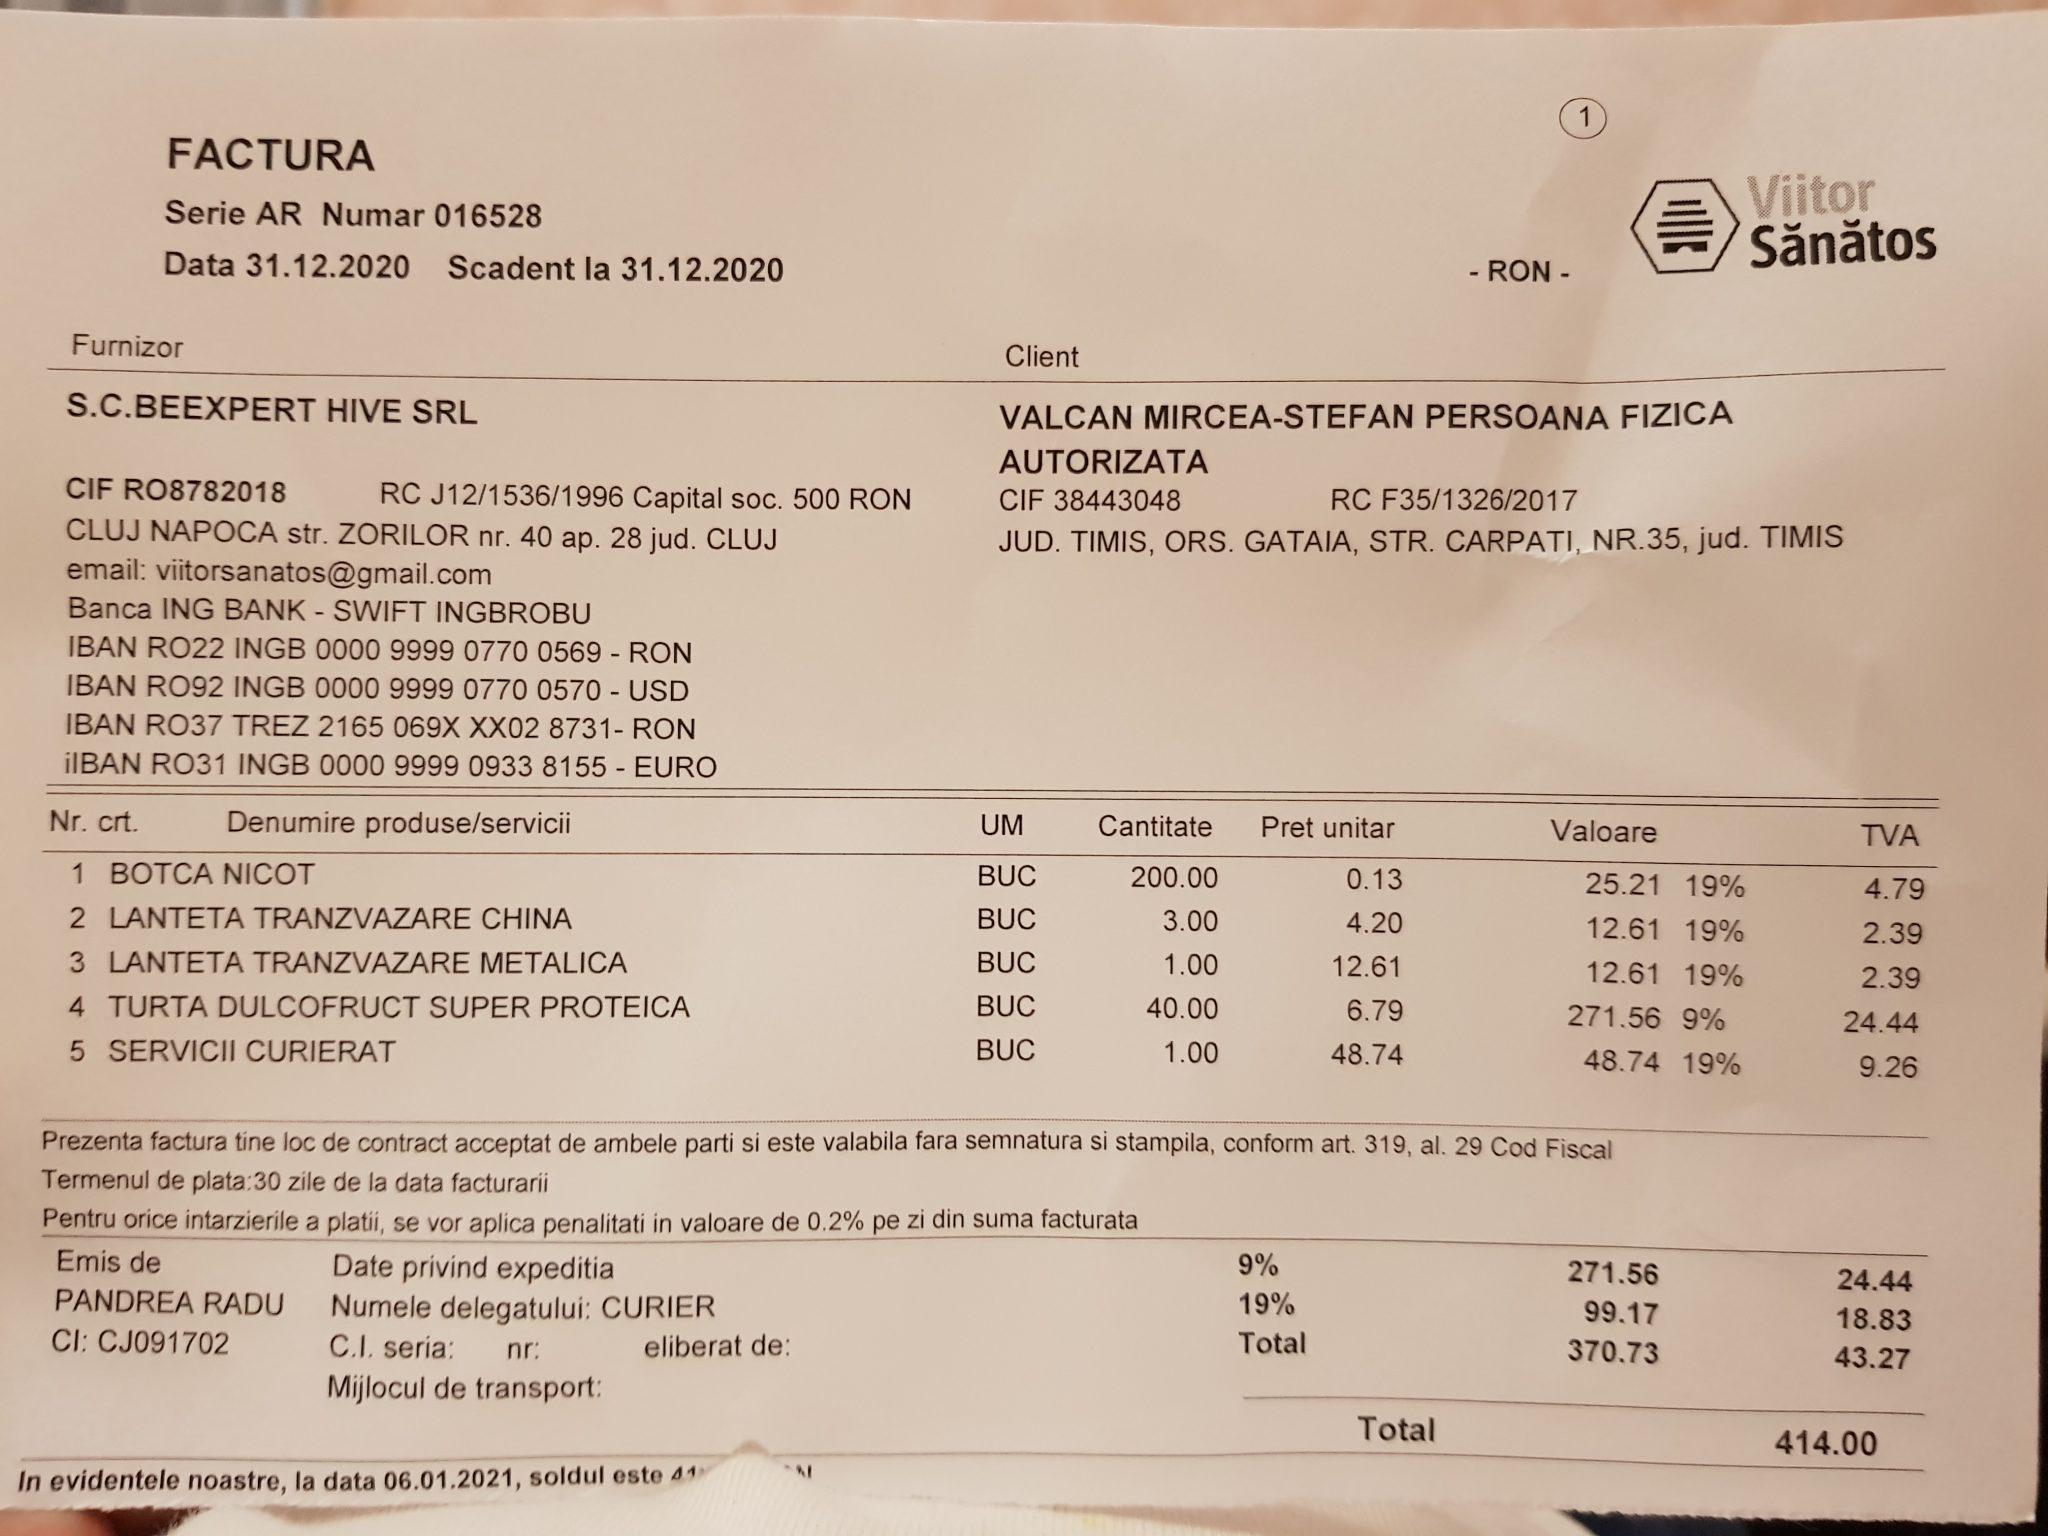 1
FACTURA
Serie AR Numar 016528
Data 31.12.2020 Scadent la 31.12.2020
- RON -
Viitor
Sănătos
Furnizor
Client
S.C.BEEXPERT HIVE SRL
VALCAN MIRCEA-STEFAN PERSOANA FIZICA
AUTORIZATA
CIF RO8782018 RC J12/1536/1996 Capital soc. 500 RON
CIF 38443048 RC F35/1326/2017
CLUJ NAPOCA str. ZORILOR nr. 40 ap. 28 jud. CLUJ
JUD. TIMIS, ORS. GATAIA, STR. CARPATI, NR.35, jud. TIMIS
email: viitorsanatos@gmail.com
Banca ING BANK - SWIFT INGBROBU
IBAN RO22 INGB 0000 9999 0770 0569 - RON
IBAN RO92 INGB 0000 9999 0770 0570 - USD
IBAN RO37 TREZ 2165 069X XX02 8731- RON
iIBAN RO31 INGB 0000 9999 0933 8155 - EURO
Nr. crt. Denumire produse/servicii UM Cantitate Pret unitar Valoare TVA
1 BOTCA NICOT BUC 200.00 0.13 25.21 19% 4.79
2 LANTETA TRANZVAZARE CHINA BUC 3.00 4.20 12.61 19% 2.39
3 LANTETA TRANZVAZARE METALICA BUC 1.00 12.61 12.61 19% 2.39
4 TURTA DULCOFRUCT SUPER PROTEICA BUC 40.00 6.79 271.56 9% 24.44
5 SERVICII CURIERAT BUC 1.00 48.74 48.74 19% 9.26
Prezenta factura tine loc de contract acceptat de ambele parti si este valabila fara semnatura si stampila, conform art. 319, al. 29 Cod Fiscal
Termenul de plata:30 zile de la data facturarii
Pentru orice intarzierile a platii, se vor aplica penalitati in valoare de 0.2% pe zi din suma facturata
Emis de Date privind expeditia 9% 271.56 24.44
PANDREA RADU Numele delegatului: CURIER 19% 99.17 18.83
CI: CJ091702 C.I. seria: nr: eliberat de: Total 370.73 43.27
Mijlocul de transport:
Total 414.00
In evidentele noastre, la data 06.01.2021, soldul este